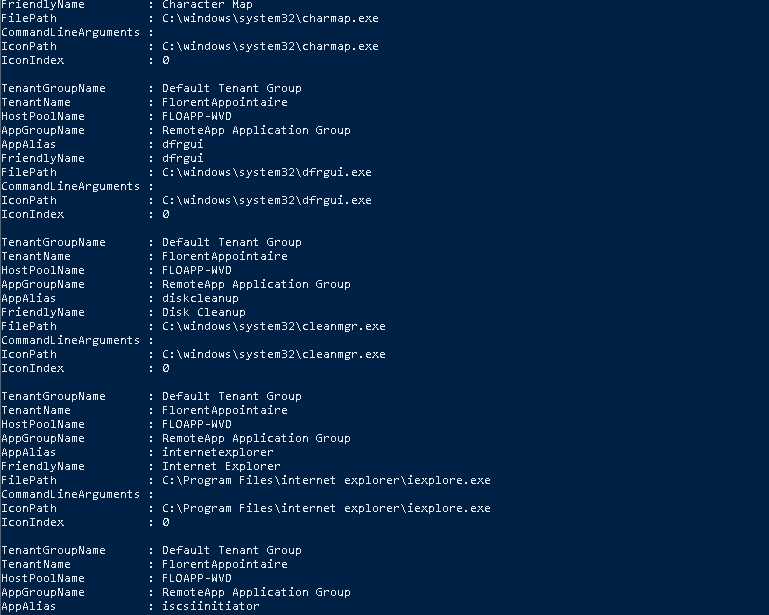 FriendlyName         : Character Map
FilePath             : C:\windows\system32\charmap.exe
CommandLineArguments :
IconPath             : C:\windows\system32\charmap.exe
IconIndex            : 0

TenantGroupName      : Default Tenant Group
TenantName           : FlorentAppointaire
HostPoolName         : FLOAPP-WVD
AppGroupName         : RemoteApp Application Group
AppAlias             : dfrgui
FriendlyName         : dfrgui
FilePath             : C:\windows\system32\dfrgui.exe
CommandLineArguments :
IconPath             : C:\windows\system32\dfrgui.exe
IconIndex            : 0

TenantGroupName      : Default Tenant Group
TenantName           : FlorentAppointaire
HostPoolName         : FLOAPP-WVD
AppGroupName         : RemoteApp Application Group
AppAlias             : diskcleanup
FriendlyName         : Disk Cleanup
FilePath             : C:\windows\system32\cleanmgr.exe
CommandLineArguments :
IconPath             : C:\windows\system32\cleanmgr.exe
IconIndex            : 0

TenantGroupName      : Default Tenant Group
TenantName           : FlorentAppointaire
HostPoolName         : FLOAPP-WVD
AppGroupName         : RemoteApp Application Group
AppAlias             : internetexplorer
FriendlyName         : Internet Explorer
FilePath             : C:\Program Files\internet explorer\iexplore.exe
CommandLineArguments :
IconPath             : C:\Program Files\internet explorer\iexplore.exe
IconIndex            : 0

TenantGroupName      : Default Tenant Group
TenantName           : FlorentAppointaire
HostPoolName         : FLOAPP-WVD
AppGroupName         : RemoteApp Application Group
AppAlias             : iscsiinitiator